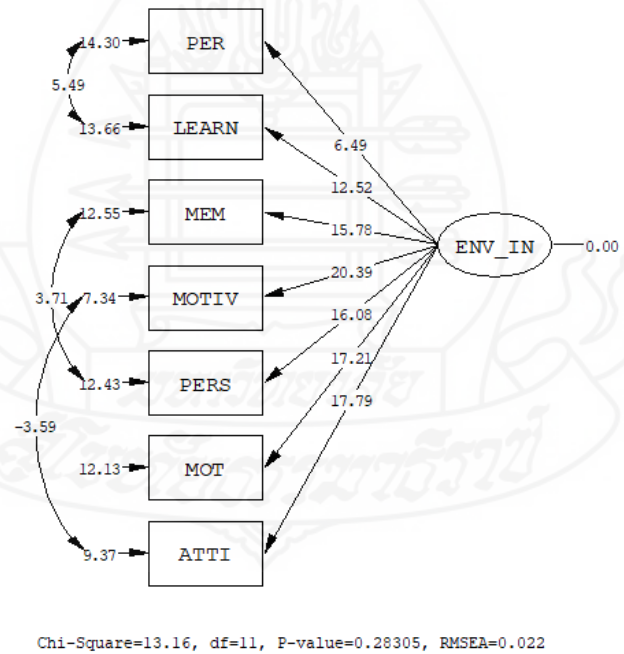 14.30 PER
5.49
13.66 LEARN
6.49
12.52
12.55 MEM
15.78
ENV_IN 0.00
20.39
3.71 7.34 MOTIV
16.08
17.21
12.43 PERS
17.79
-3.59
12.13 MOT
9.37 ATTI
Chi-Square=13.16, df=11, P-value=0.28305, RMSEA=0.022